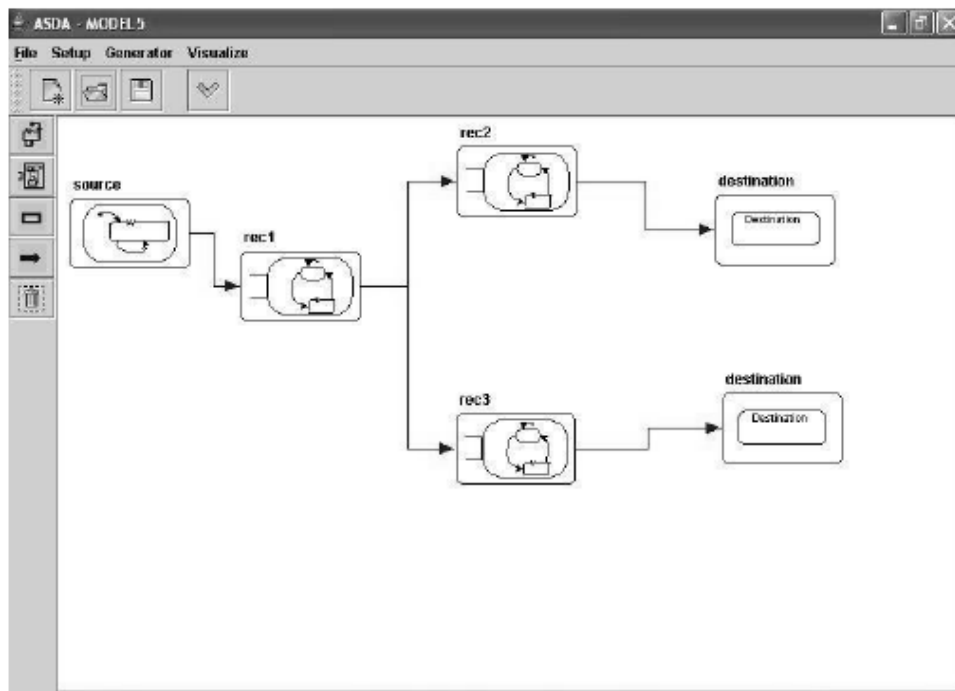 ASDA - MODEL 5
File Setup Generator Visualize
rec2
source
destination
Destination
rec1
destination
rec3
Destination